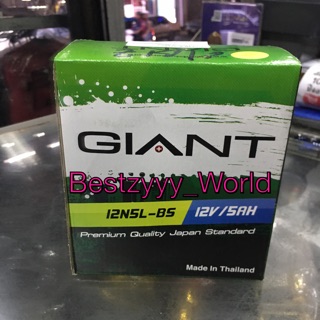 GIANT
Bestzyyy_World
12N5L-BS 12V/5AH
Premium Quality Japan Standard
Made In Thailand